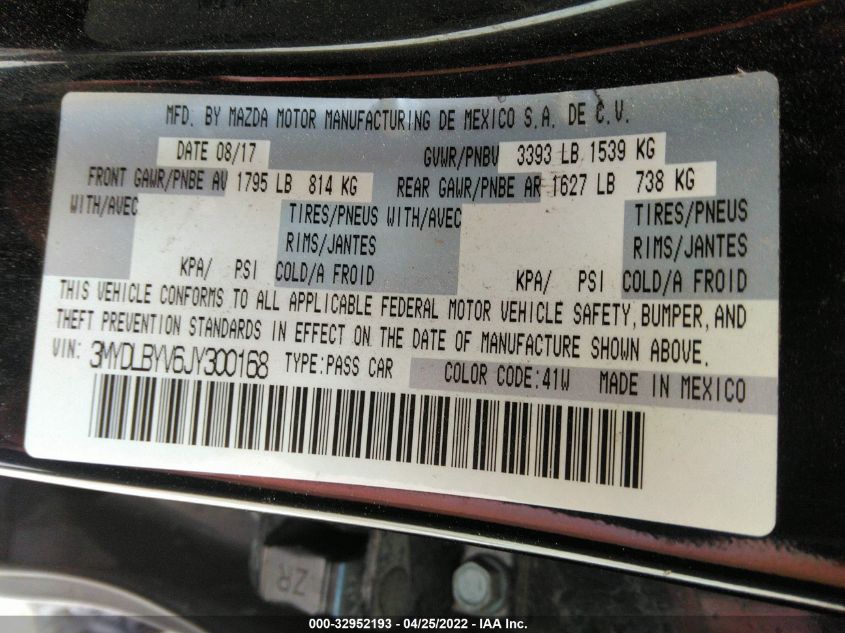 MFD. BY MAZDA MOTOR MANUFACTURING DE MEXICO S.A. DE C.V.
DATE 08/17 GVWR/PNBV 3393 LB 1539 KG
FRONT GAWR/PNBE AV 1795 LB 814 KG REAR GAWR/PNBE AR 1627 LB 738 KG
WITH/AVEC TIRES/PNEUS WITH/AVEC TIRES/PNEUS
RIMS/JANTES RIMS/JANTES
KPA/ PSI COLD/A FROID KPA/ PSI COLD/A FROID
THIS VEHICLE CONFORMS TO ALL APPLICABLE FEDERAL MOTOR VEHICLE SAFETY, BUMPER, AND
THEFT PREVENTION STANDARDS IN EFFECT ON THE DATE OF MANUFACTURE SHOWN ABOVE.
VIN: 3MYDLBYV6JY300168 TYPE:PASS CAR COLOR CODE:41W MADE IN MEXICO
ZR
000-32952193 - 04/25/2022 - IAA Inc.